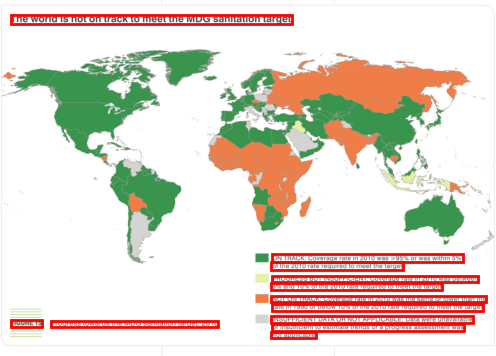 The world is not on track to meet the MDG sanitation target
ON TRACK: Coverage rate in 2010 was >95% or was within 5%
of the 2010 rate required to meet the target
PROGRESS BUT INSUFFICIENT: Coverage rate in 2010 was between
5% and 10% of the 2010 rate required to meet the target
NOT ON TRACK: Coverage rate in 2010 was the same or lower than the
rate in 1990 or below 10% of the 2010 rate required to meet the target
INSUFFICIENT DATA OR NOT APPLICABLE: Data were unavailable
or insufficient to estimate trends or a progress assessment was
not applicable
FIGURE 15 Progress towards the MDG sanitation target, 2010